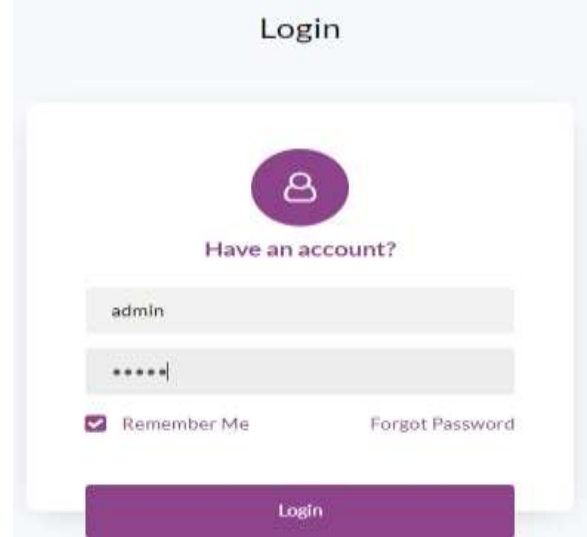 Login
Have an account?
admin
•••••
Remember Me Forgot Password
Login